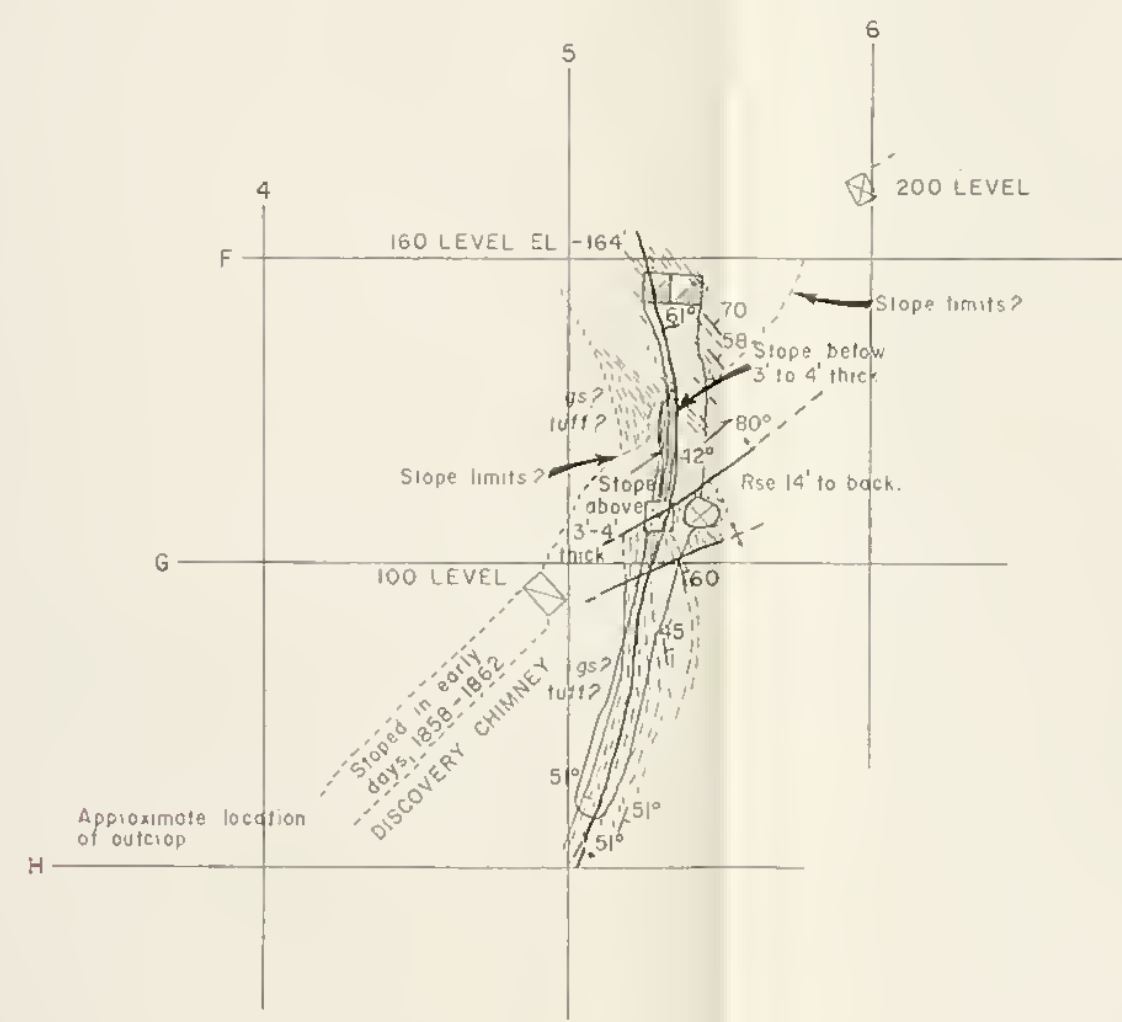 6
5
4
200 LEVEL
160 LEVEL EL -164'
F
Slope limits?
61°
70
58
Stope below
3' to 4' thick
gs?
tuff?
80°
42°
Slope limits?
Stope
above
3'-4'
thick
Rse 14' to back.
G
100 LEVEL
60
45
gs?
tuff?
Stoped in early
days, 1858-1862
DISCOVERY CHIMNEY
51°
51°
51°
Approximate location
of outcrop
H